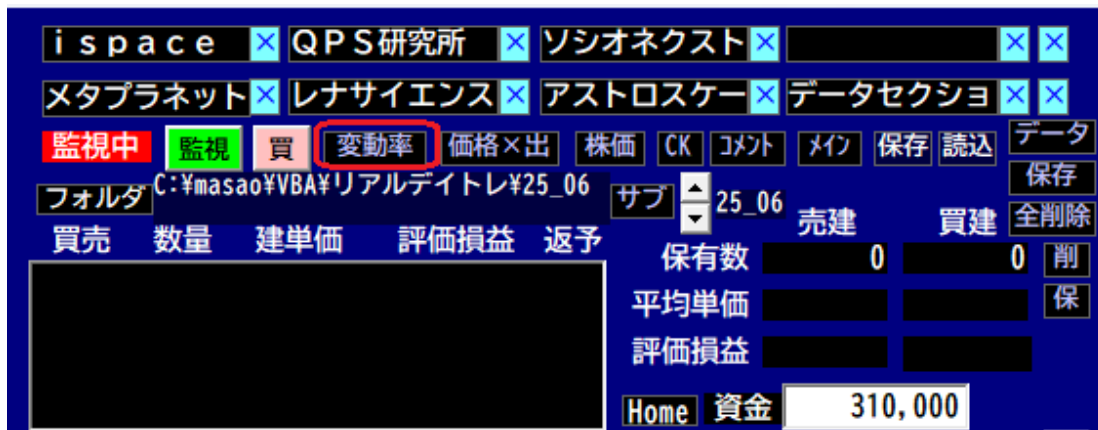 ｉｓｐａｃｅ × ＱＰＳ研究所 × ソシオネクスト × × ×
メタプラネット × レナサイエンス × アストロスケー × データセクショ × ×
監視中 監視 買 変動率 価格×出 株価 CK コメント メイン 保存 読込 データ
フォルダ C:¥masao¥VBA¥リアルデイトレ¥25_06 サブ 25_06 保存
買売 数量 建単価 評価損益 返予 売建 買建 全削除
保有数 0 0 削
平均単価 保
評価損益
Home 資金 310,000